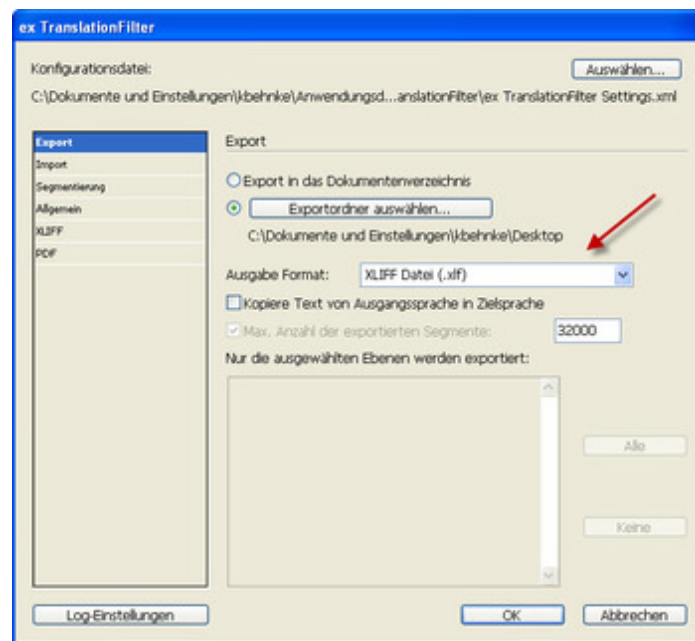 ex TranslationFilter
Konfigurationsdatei:
Auswählen...
C:\Dokumente und Einstellungen\kbehnke\Anwendungsd...anslationFilter\ex TranslationFilter Settings.xml
Export
Import
Segmentierung
Allgemein
XLIFF
PDF
Export
Export in das Dokumentenverzeichnis
Exportordner auswählen...
C:\Dokumente und Einstellungen\kbehnke\Desktop
Ausgabe Format: XLIFF Datei (.xlf)
Kopiere Text von Ausgangssprache in Zielsprache
Max. Anzahl der exportierten Segmente: 32000
Nur die ausgewählten Ebenen werden exportiert:
Alle
Keine
Log-Einstellungen
OK
Abbrechen